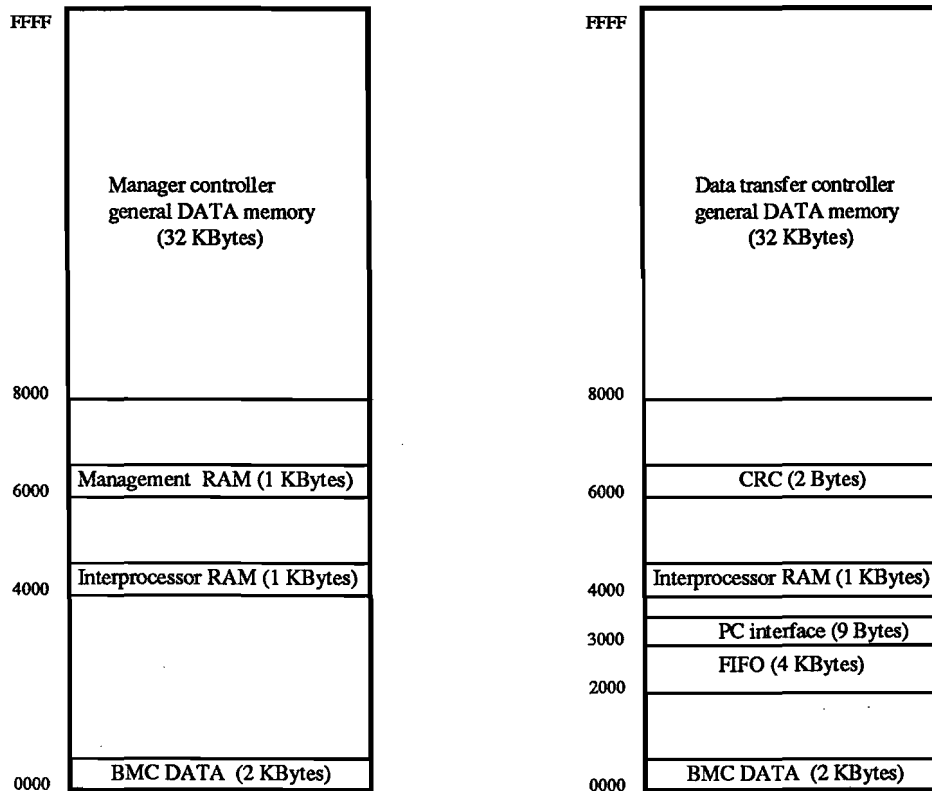 FFFF
Manager controller
general DATA memory
(32 KBytes)
8000
Management RAM (1 KBytes)
6000
Interprocessor RAM (1 KBytes)
4000
BMC DATA (2 KBytes)
0000
FFFF
Data transfer controller
general DATA memory
(32 KBytes)
8000
CRC (2 Bytes)
6000
Interprocessor RAM (1 KBytes)
4000
PC interface (9 Bytes)
3000
FIFO (4 KBytes)
2000
BMC DATA (2 KBytes)
0000